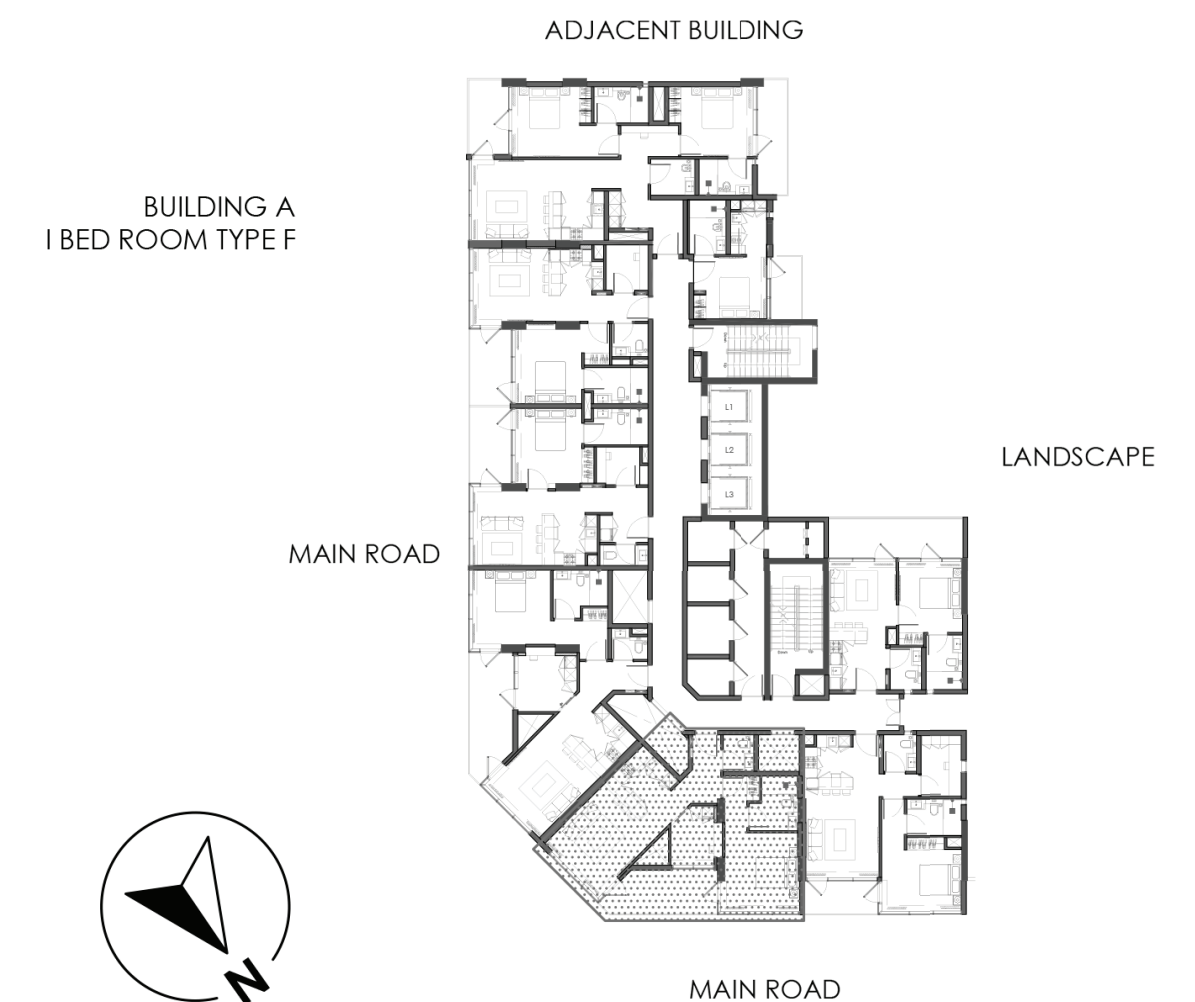 ADJACENT BUILDING
BUILDING A
I BED ROOM TYPE F
L1
L2
LANDSCAPE
L3
MAIN ROAD
N
MAIN ROAD